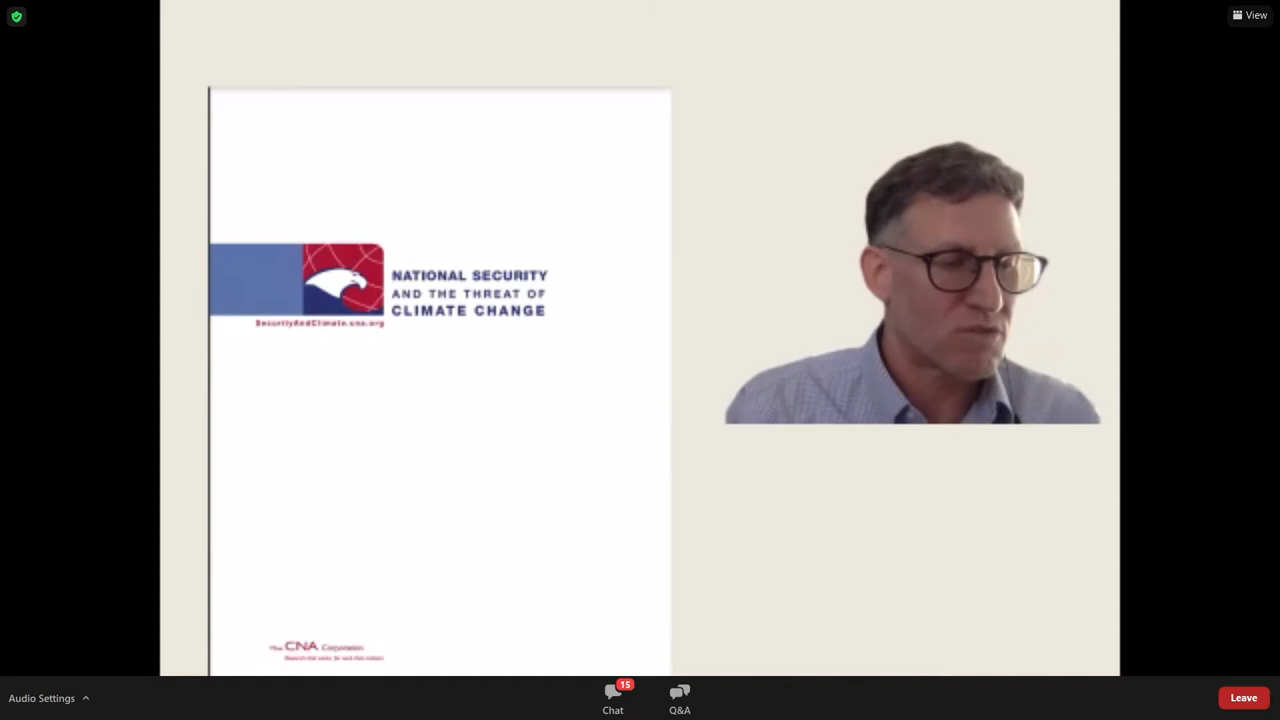 View
NATIONAL SECURITY
AND THE THREAT OF
CLIMATE CHANGE
SecurityAndClimate.cna.org
The CNA Corporation
Audio Settings
15
Chat
Q&A
Leave